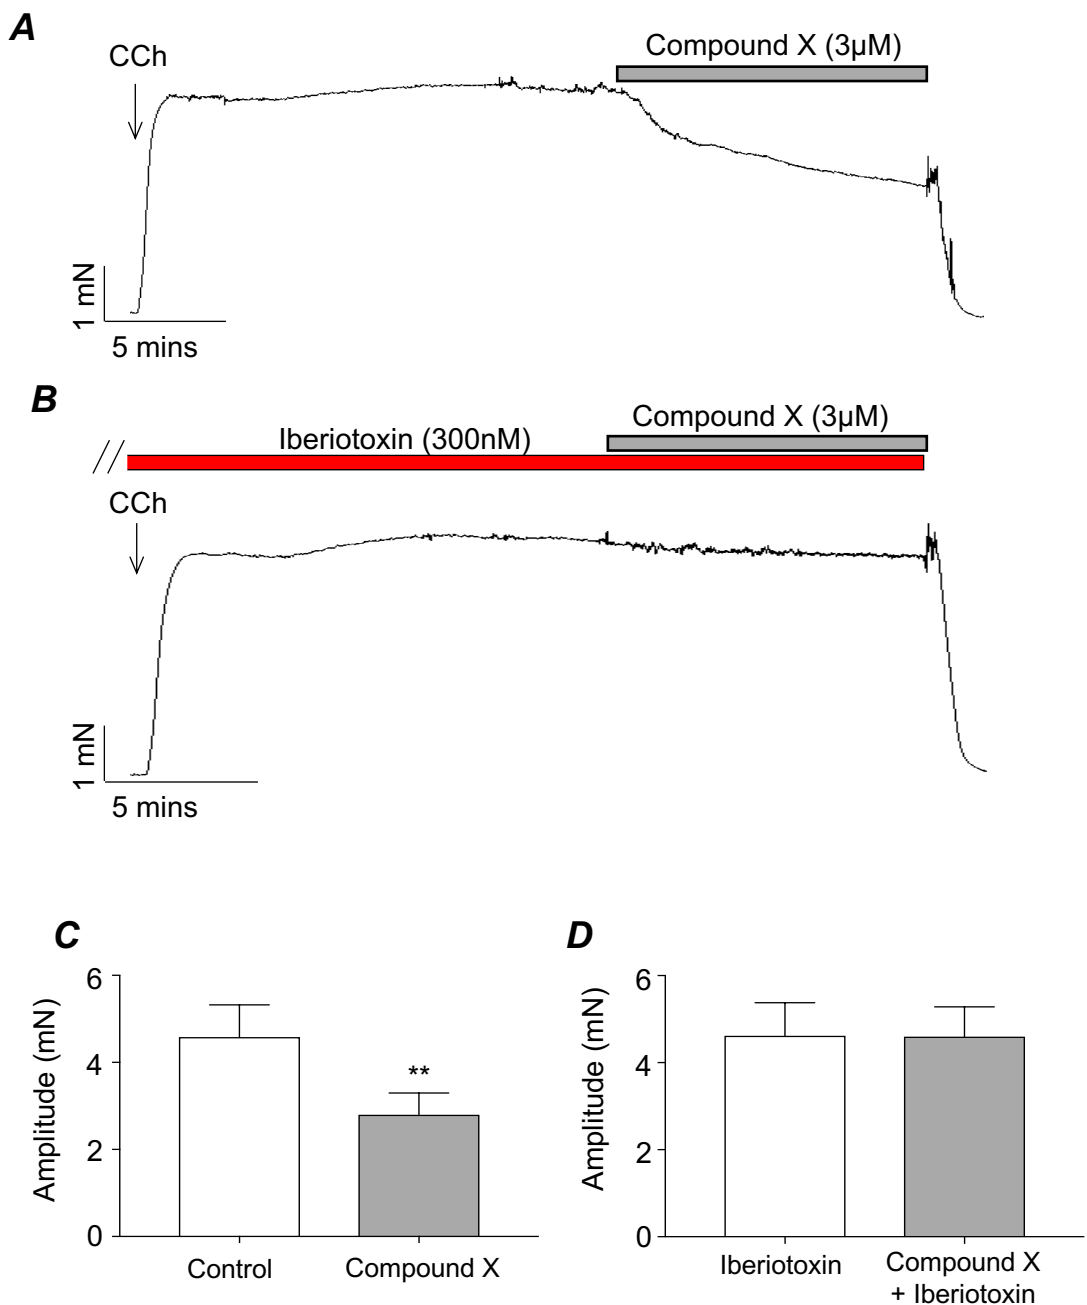 A
CCh
Compound X (3µM)
1 mN
5 mins
B
Compound X (3µM)
Iberiotoxin (300nM)
CCh
1 mN
5 mins
C
D
6
4
2
0
Amplitude (mN)
**
Control
Compound X
6
4
2
0
Amplitude (mN)
Iberiotoxin
Compound X
+ Iberiotoxin